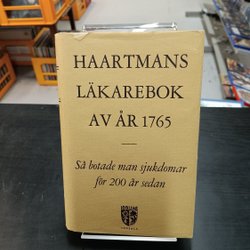 HAARTMANS
LÄKAREBOK
AV ÅR 1765
Så botade man sjukdomar
för 200 år sedan